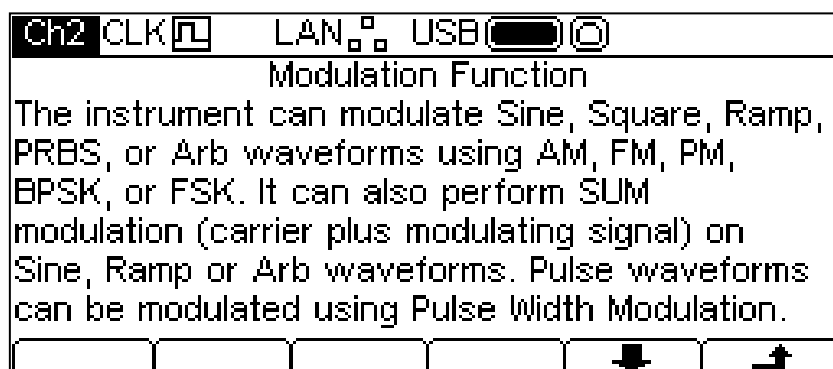 Ch2 CLK LAN USB
Modulation Function
The instrument can modulate Sine, Square, Ramp,
PRBS, or Arb waveforms using AM, FM, PM,
BPSK, or FSK. It can also perform SUM
modulation (carrier plus modulating signal) on
Sine, Ramp or Arb waveforms. Pulse waveforms
can be modulated using Pulse Width Modulation.